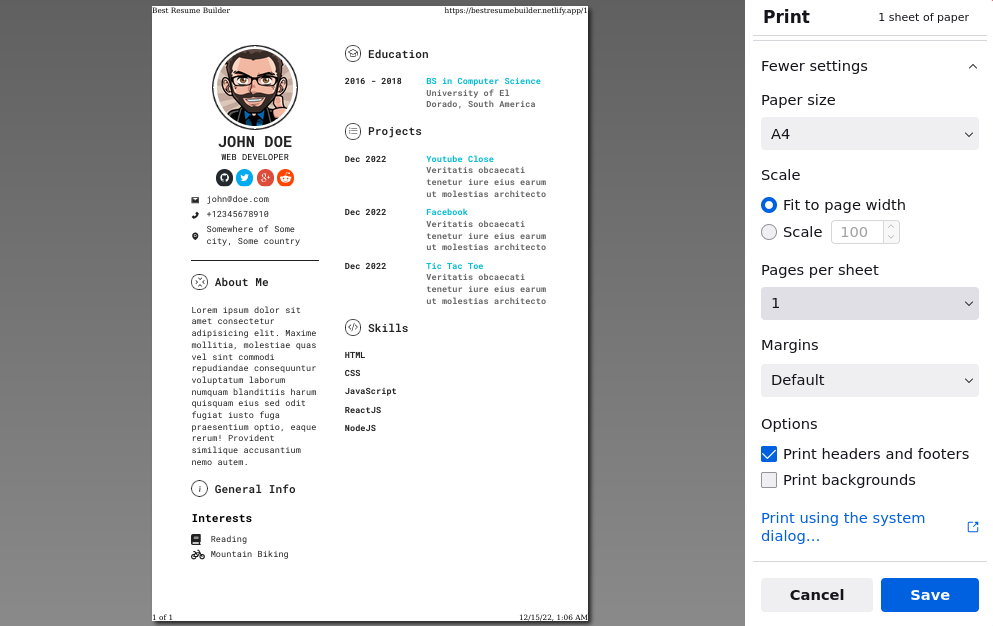 Best Resume Builder
https://bestresumebuilder.netlify.app/1
JOHN DOE
WEB DEVELOPER
john@doe.com
+12345678910
Somewhere of Some
city, Some country
About Me
Lorem ipsum dolor sit
amet consectetur
adipisicing elit. Maxime
mollitia, molestiae quas
vel sint commodi
repudiandae consequuntur
voluptatum laborum
numquam blanditiis harum
quisquam eius sed odit
fugiat iusto fuga
praesentium optio, eaque
rerum! Provident
similique accusantium
nemo autem.
General Info
Interests
Reading
Mountain Biking
Education
2016 - 2018
BS in Computer Science
University of El
Dorado, South America
Projects
Dec 2022
Youtube Close
Veritatis obcaecati
tenetur iure eius earum
ut molestias architecto
Dec 2022
Facebook
Veritatis obcaecati
tenetur iure eius earum
ut molestias architecto
Dec 2022
Tic Tac Toe
Veritatis obcaecati
tenetur iure eius earum
ut molestias architecto
Skills
HTML
CSS
JavaScript
ReactJS
NodeJS
1 of 1
12/15/22, 1:06 AM
Print
1 sheet of paper
Fewer settings
Paper size
A4
Scale
Fit to page width
Scale
100
Pages per sheet
1
Margins
Default
Options
Print headers and footers
Print backgrounds
Print using the system
dialog…
Cancel
Save